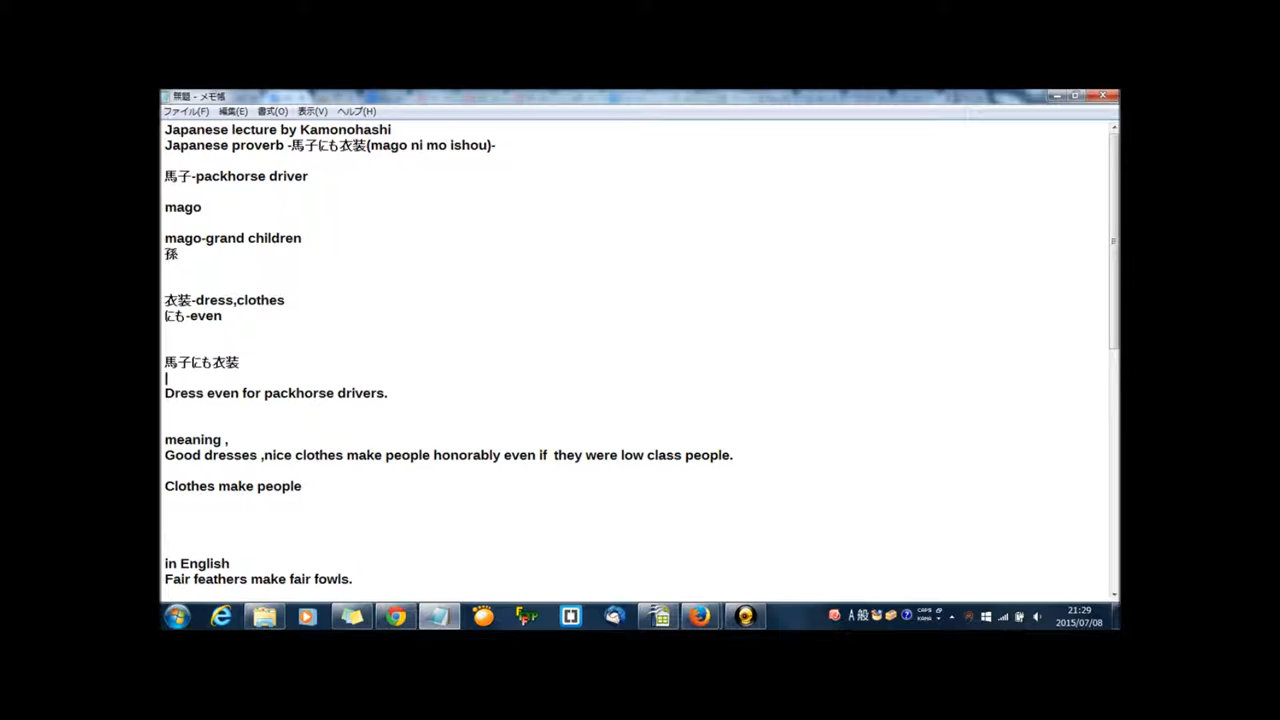 無題 - メモ帳
ファイル(F) 編集(E) 書式(O) 表示(V) ヘルプ(H)
Japanese lecture by Kamonohashi
Japanese proverb -馬子にも衣装(mago ni mo ishou)-
馬子-packhorse driver
mago
mago-grand children
孫
衣装-dress,clothes
にも-even
馬子にも衣装
Dress even for packhorse drivers.
meaning ,
Good dresses ,nice clothes make people honorably even if  they were low class people.
Clothes make people
in English
Fair feathers make fair fowls.
A 般 CAPS KANA
21:29
2015/07/08